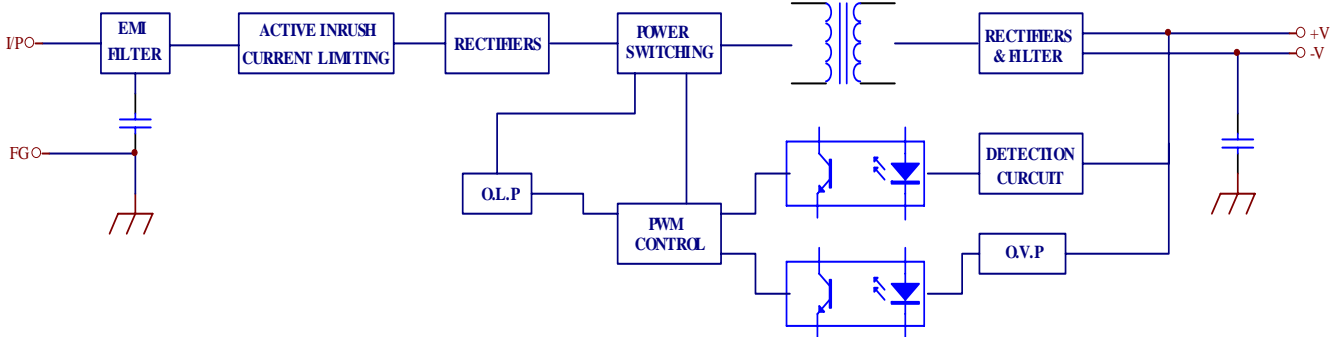 I/P
EMI
FILTER
ACTIVE INRUSH
CURRENT LIMITING
RECTIFIERS
POWER
SWITCHING
RECTIFIERS
& FILTER
+V
-V
FG
O.L.P
PWM
CONTROL
DETECTION
CURCUIT
O.V.P